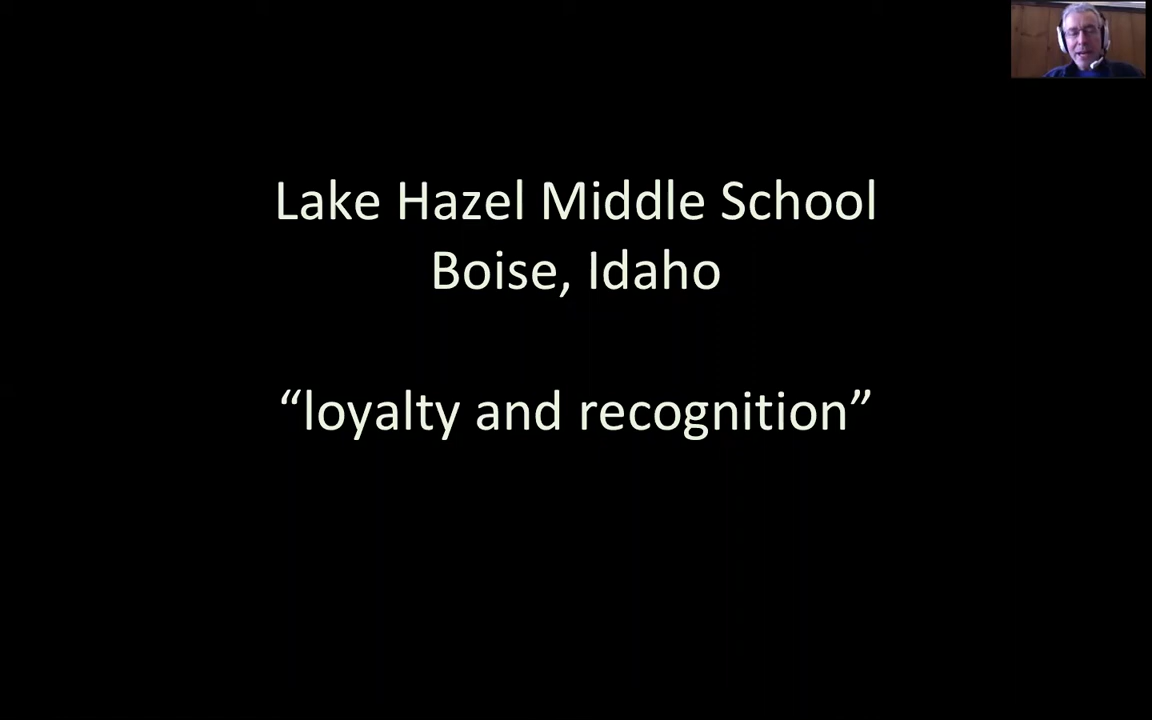 Lake Hazel Middle School
Boise, Idaho
“loyalty and recognition”